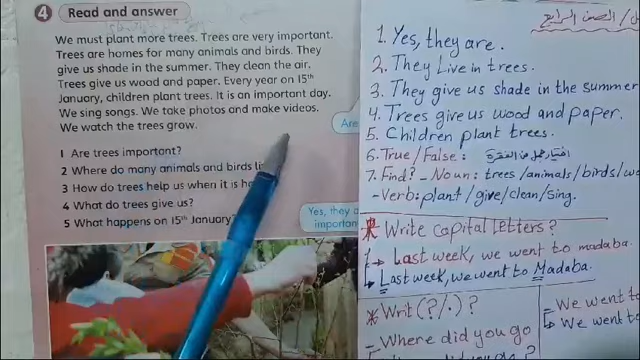 4 Read and answer
We must plant more trees. Trees are very important.
Trees are homes for many animals and birds. They
give us shade in the summer. They clean the air.
Trees give us wood and paper. Every year on 15th
January, children plant trees. It is an important day.
We sing songs. We take photos and make videos.
We watch the trees grow.
Are
1 Are trees important?
2 Where do many animals and birds li
3 How do trees help us when it is h
4 What do trees give us?
5 What happens on 15th January?
Yes, they a
important
الصف الرابع
1. Yes, they are.
2. They Live in trees.
3. They give us shade in the summer
4. Trees give us wood and paper.
5. Children plant trees.
6. True/False:
7. Find? - Noun: trees/animals/birds/wo
- Verb: plant/give/clean/sing.
* Write capital Letters?
Last week, we went to madaba.
Last week, we went to Madaba.
* Writ (?/.) ?
- Where did you go
We went t
We went